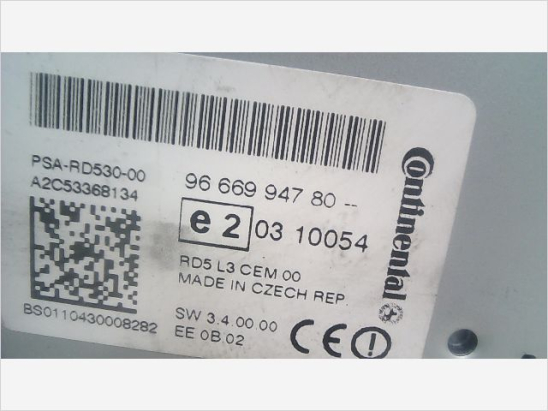 PSA-RD530-00
A2C53368134
BS0110430008282
96 669 947 80 --
e 2 03 10054
RD5 L3 CEM 00
MADE IN CZECH REP.
SW 3.4.00.00
EE 0B.02
CE
Continental